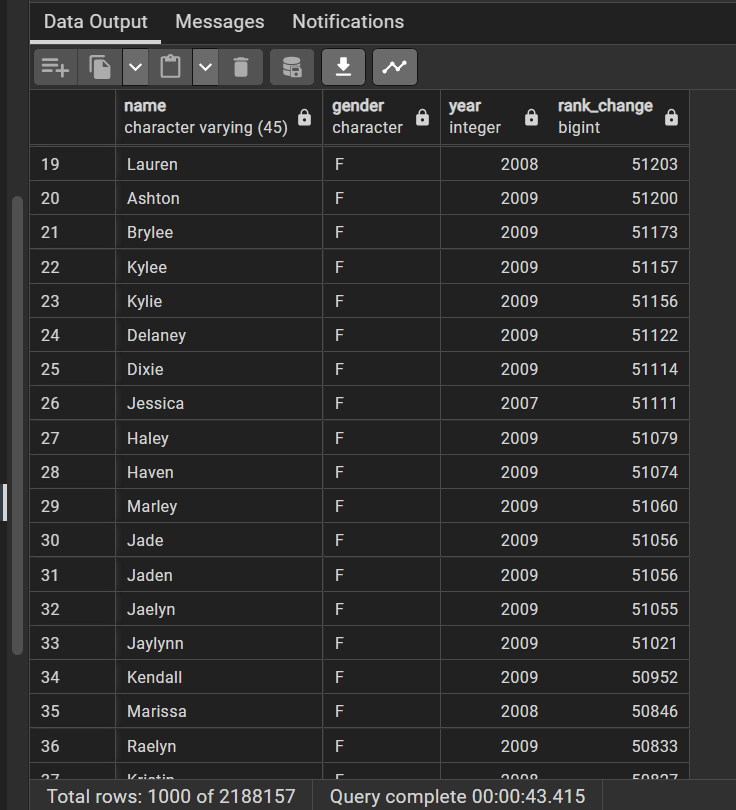 Data Output Messages Notifications
name gender year rank_change
character varying (45) character integer bigint
19 Lauren F 2008 51203
20 Ashton F 2009 51200
21 Brylee F 2009 51173
22 Kylee F 2009 51157
23 Kylie F 2009 51156
24 Delaney F 2009 51122
25 Dixie F 2009 51114
26 Jessica F 2007 51111
27 Haley F 2009 51079
28 Haven F 2009 51074
29 Marley F 2009 51060
30 Jade F 2009 51056
31 Jaden F 2009 51056
32 Jaelyn F 2009 51055
33 Jaylynn F 2009 51021
34 Kendall F 2009 50952
35 Marissa F 2008 50846
36 Raelyn F 2009 50833
37 Kristin F 2008 50827
Total rows: 1000 of 2188157 Query complete 00:00:43.415